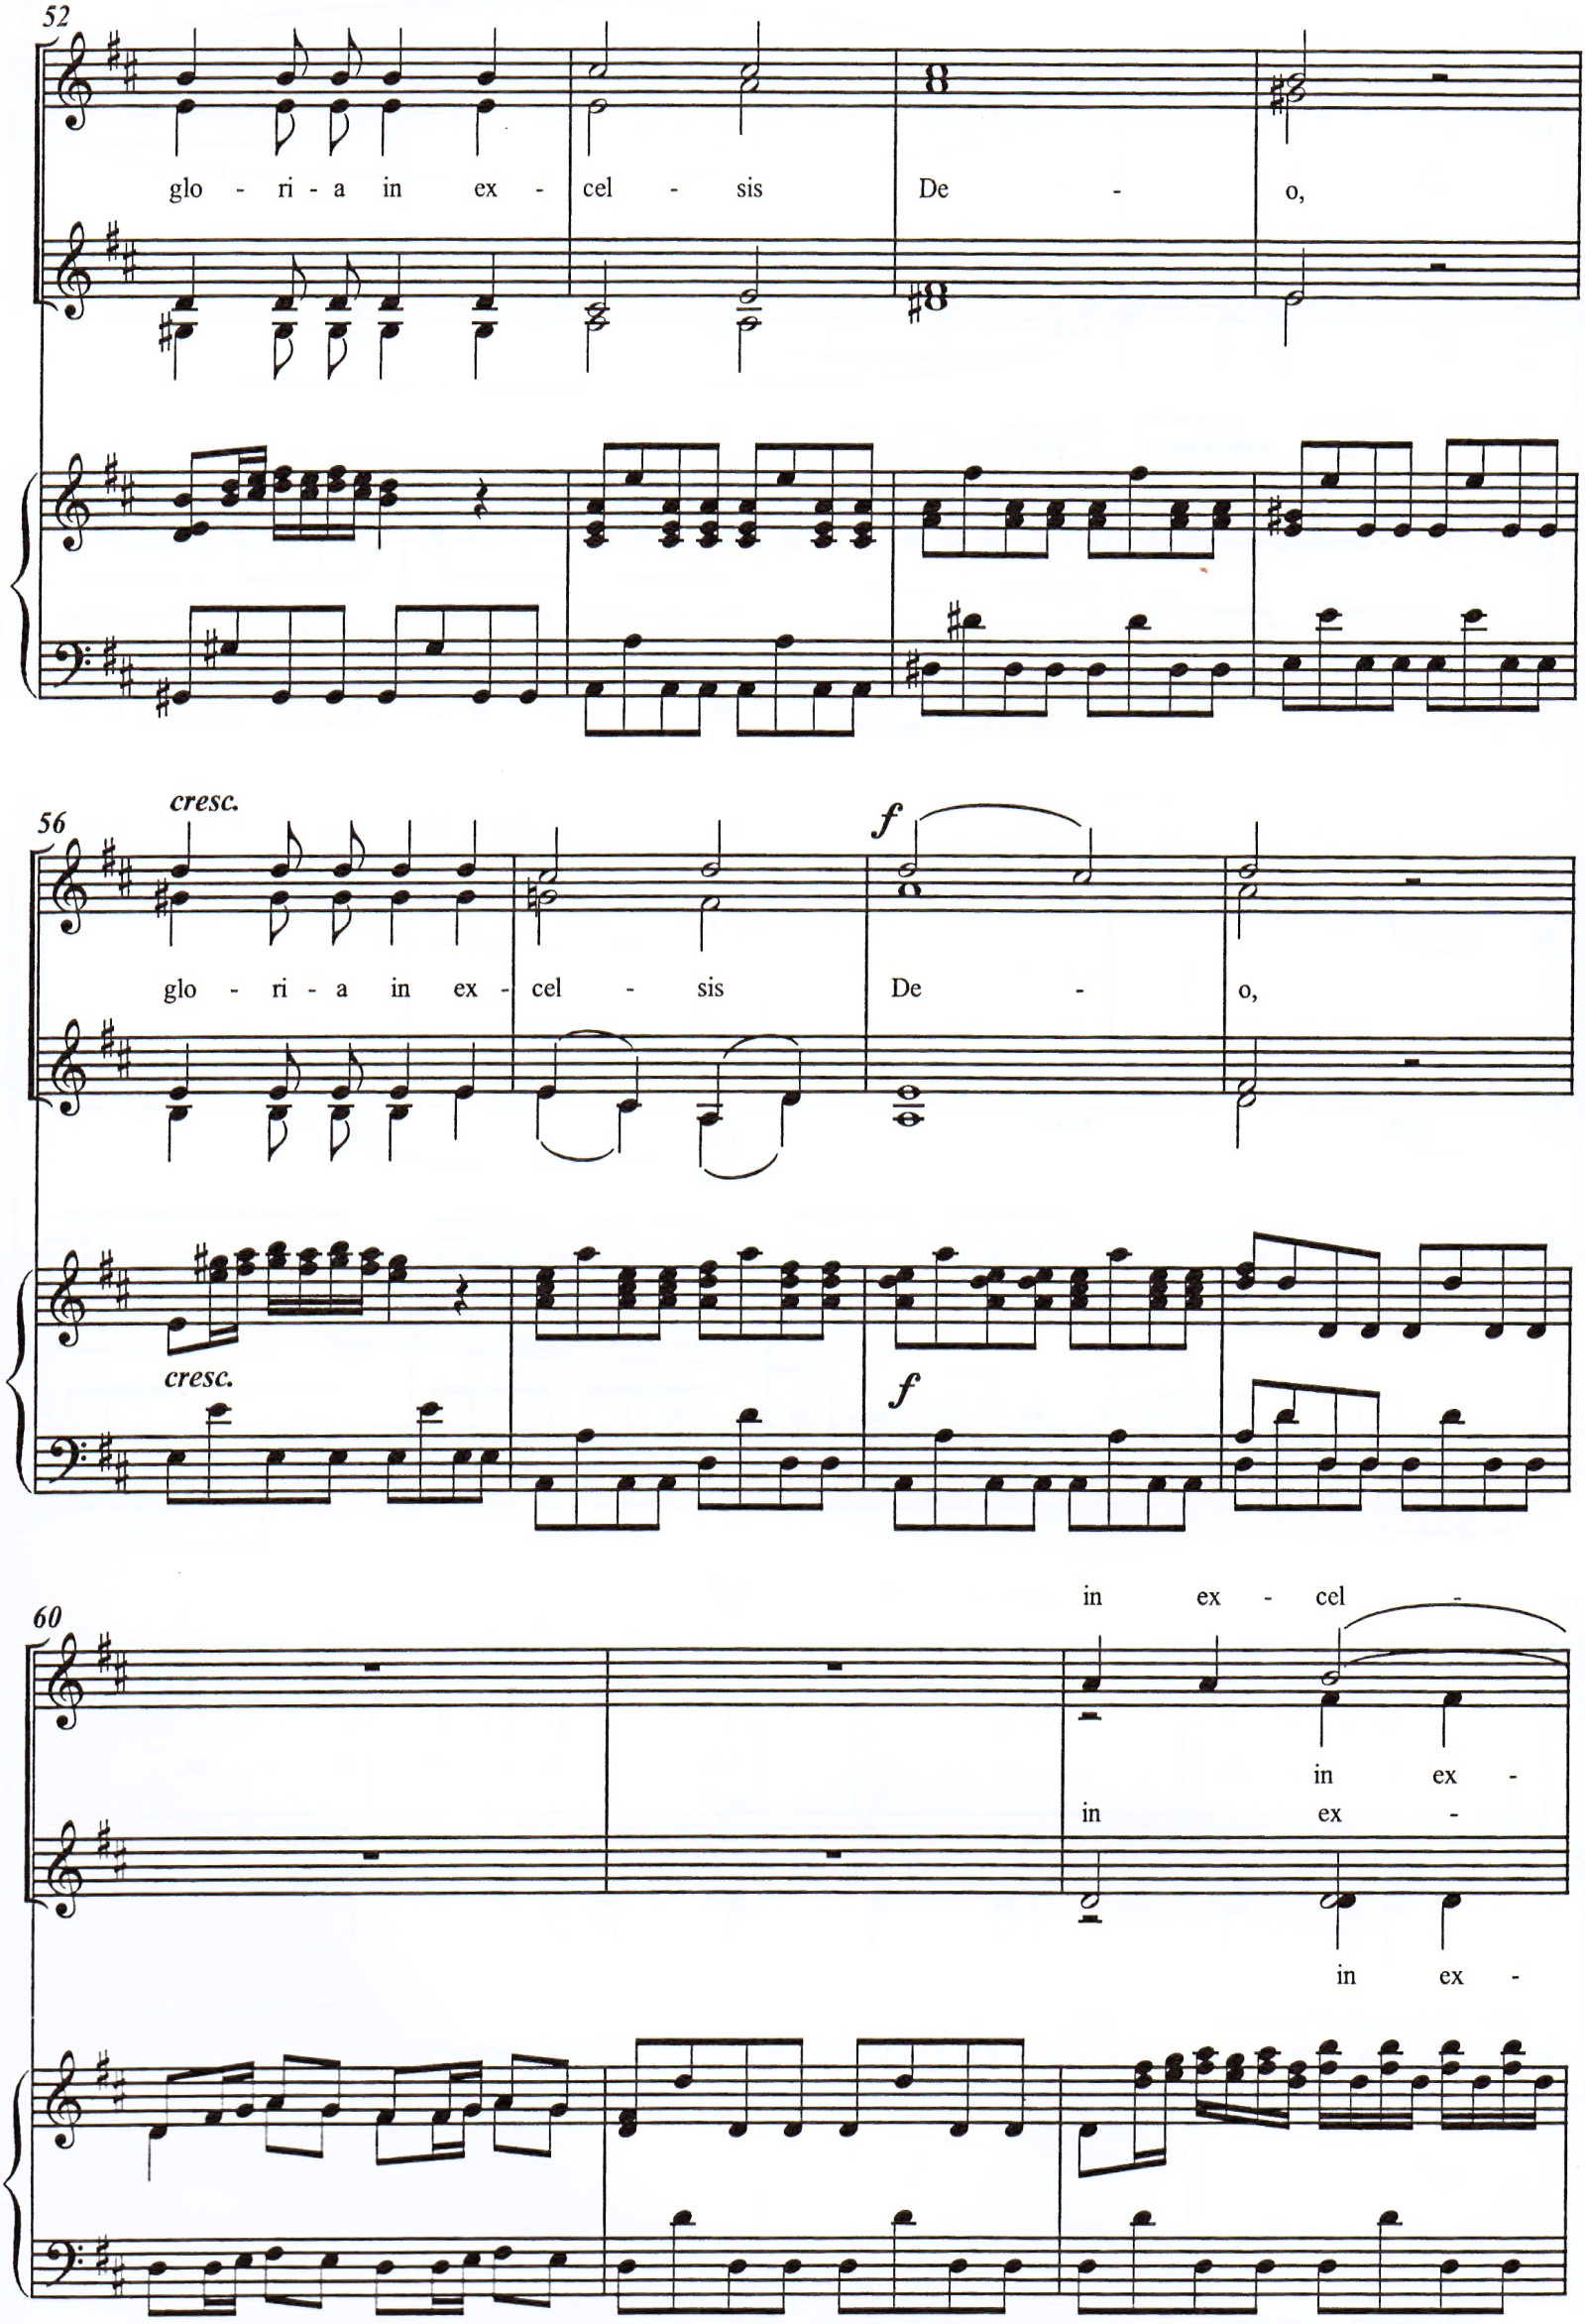 52
glo - ri - a in ex - cel - sis De - o,
56
cresc.
f
glo - ri - a in ex - cel - sis De - o,
cresc.
f
60
in ex - cel -
in ex -
in ex -
in ex -